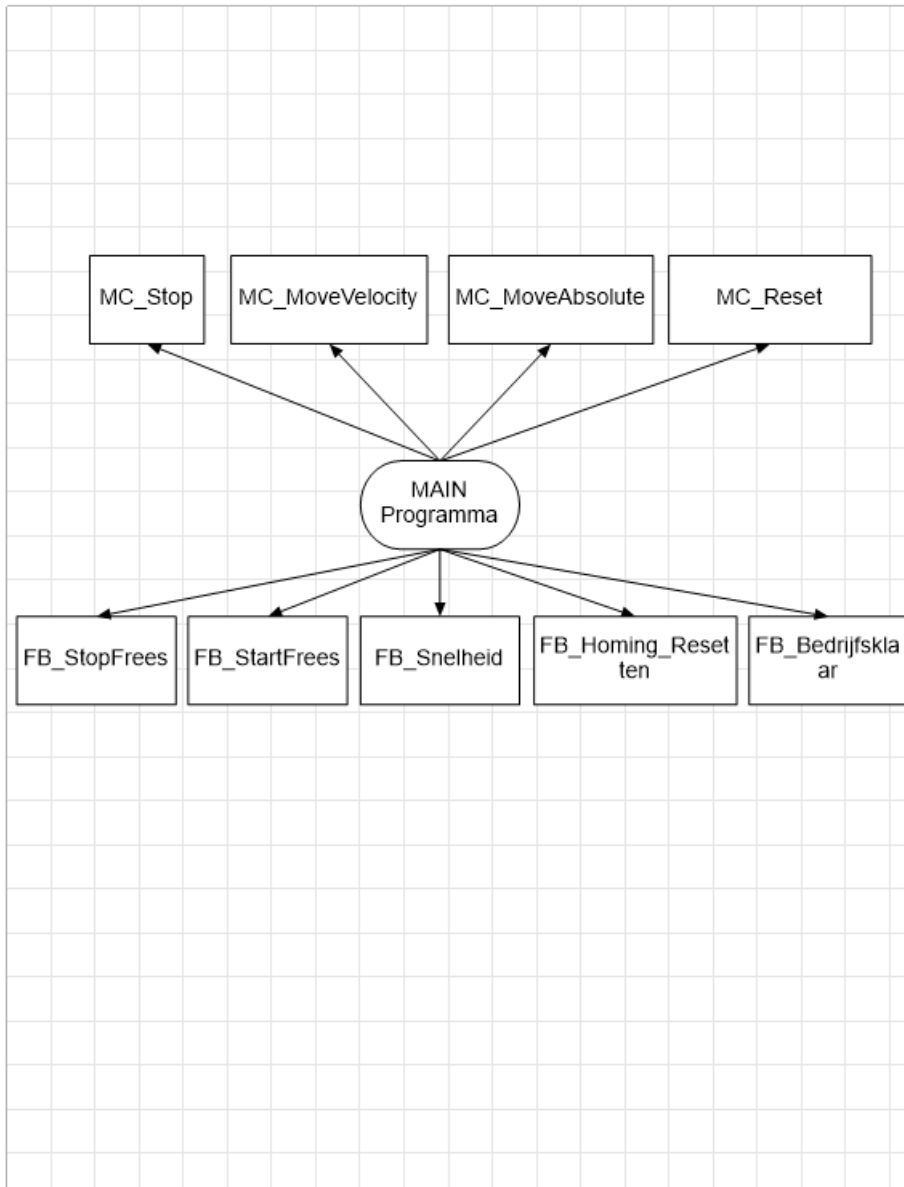 MC_Stop
MC_MoveVelocity
MC_MoveAbsolute
MC_Reset
MAIN
Programma
FB_StopFrees
FB_StartFrees
FB_Snelheid
FB_Homing_Reset
ten
FB_Bedrijfskla
ar